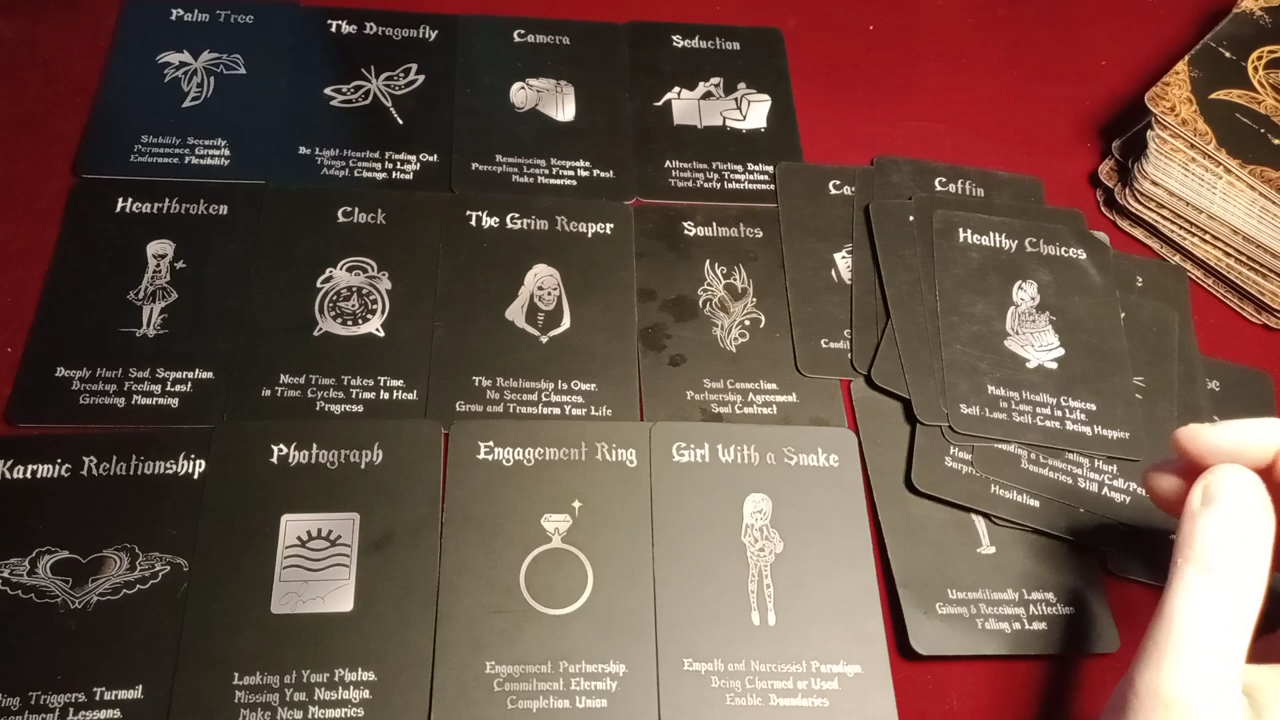 Palm Tree
Stability, Security,
Permanence, Growth,
Endurance, Flexibility
The Dragonfly
Be Light-Hearted, Finding Out,
Things Coming to Light
Adapt, Change, Heal
Camera
Reminiscing, Keepsake,
Perception, Learn From the Past,
Make Memories
Seduction
Attraction, Flirting, Dating
Hooking Up, Temptation,
Third-Party Interference
Heartbroken
Deeply Hurt, Sad, Separation,
Breakup, Feeling Lost,
Grieving, Mourning
Clock
Need Time, Takes Time,
in Time, Cycles, Time to Heal,
Progress
The Grim Reaper
The Relationship Is Over,
No Second Chances,
Grow and Transform Your Life
Soulmates
Soul Connection,
Partnership, Agreement,
Soul Contract
Coffin
Healthy Choices
Making Healthy Choices
in Love and in Life,
Self-Love, Self-Care, Being Happier
Hurt,
a Conversation/Call/
Boundaries, Still Angry
Hesitation
Unconditionally Loving,
Giving & Receiving Affection
Falling in Love
Karmic Relationship
Triggers, Turmoil,
Lessons,
Photograph
Looking at Your Photos,
Missing You, Nostalgia,
Make New Memories
Engagement Ring
Engagement, Partnership,
Commitment, Eternity,
Completion, Union
Girl With a Snake
Empath and Narcissist Paradigm,
Being Charmed or Used,
Enable, Boundaries